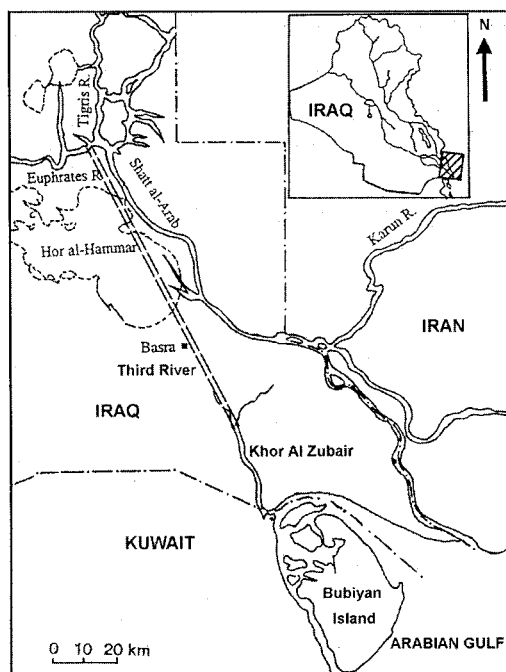 N
IRAQ
Tigris R.
Euphrates R.
Shatt al-Arab
Hor al-Hammar
Karun R.
IRAN
Basra
Third River
IRAQ
Khor Al Zubair
KUWAIT
Bubiyan
Island
ARABIAN GULF
0 10 20 km